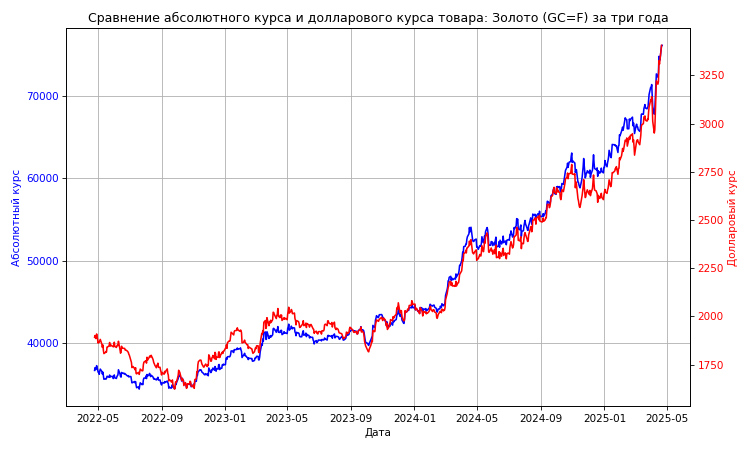 Сравнение абсолютного курса и долларового курса товара: Золото (GC=F) за три года
Абсолютный курс
70000
60000
50000
40000
3250
3000
2750
2500
2250
2000
1750
Долларовый курс
2022-05 2022-09 2023-01 2023-05 2023-09 2024-01 2024-05 2024-09 2025-01 2025-05
Дата